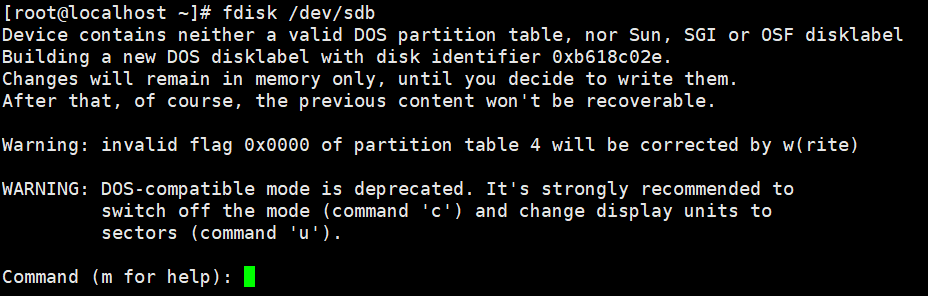 [root@localhost ~]# fdisk /dev/sdb
Device contains neither a valid DOS partition table, nor Sun, SGI or OSF disklabel
Building a new DOS disklabel with disk identifier 0xb618c02e.
Changes will remain in memory only, until you decide to write them.
After that, of course, the previous content won't be recoverable.
Warning: invalid flag 0x0000 of partition table 4 will be corrected by w(rite)
WARNING: DOS-compatible mode is deprecated. It's strongly recommended to
switch off the mode (command 'c') and change display units to
sectors (command 'u').
Command (m for help):